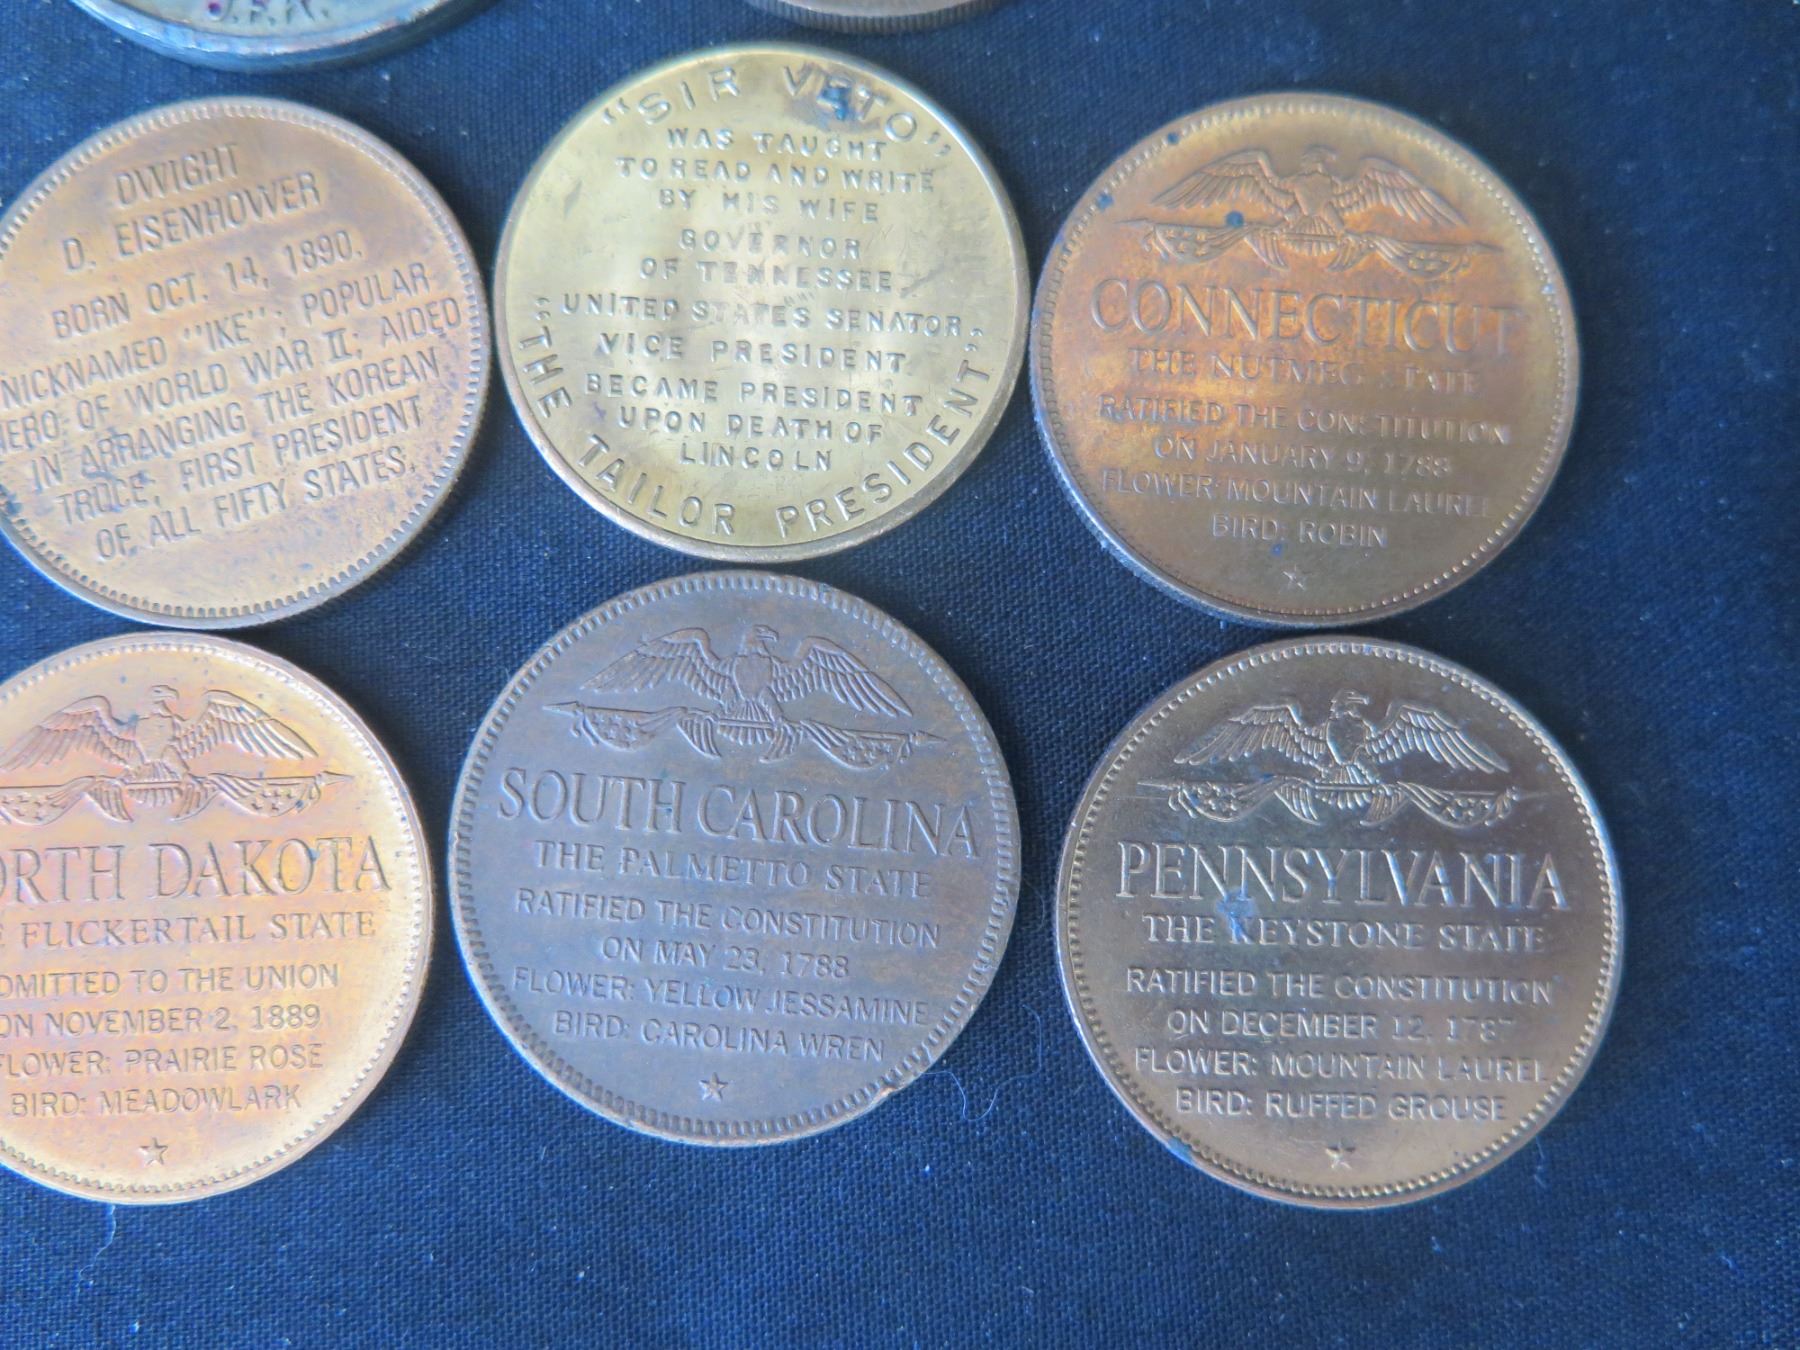 J.F.K.
DWIGHT
D. EISENHOWER
BORN OCT. 14, 1890.
NICKNAMED "IKE"; POPULAR
HERO OF WORLD WAR II; AIDED
IN ARRANGING THE KOREAN
TRUCE, FIRST PRESIDENT
OF ALL FIFTY STATES.
"SIR VETO"
WAS TAUGHT
TO READ AND WRITE
BY HIS WIFE
GOVERNOR
OF TENNESSEE
UNITED STATES SENATOR
VICE PRESIDENT
BECAME PRESIDENT
UPON DEATH OF
LINCOLN
"THE TAILOR PRESIDENT"
CONNECTICUT
THE NUTMEG STATE
RATIFIED THE CONSTITUTION
ON JANUARY 9, 1788
FLOWER: MOUNTAIN LAUREL
BIRD: ROBIN
ORTH DAKOTA
E FLICKERTAIL STATE
DMITTED TO THE UNION
ON NOVEMBER 2, 1889
FLOWER: PRAIRIE ROSE
BIRD: MEADOWLARK
SOUTH CAROLINA
THE PALMETTO STATE
RATIFIED THE CONSTITUTION
ON MAY 23, 1788
FLOWER: YELLOW JESSAMINE
BIRD: CAROLINA WREN
PENNSYLVANIA
THE KEYSTONE STATE
RATIFIED THE CONSTITUTION
ON DECEMBER 12, 1787
FLOWER: MOUNTAIN LAUREL
BIRD: RUFFED GROUSE